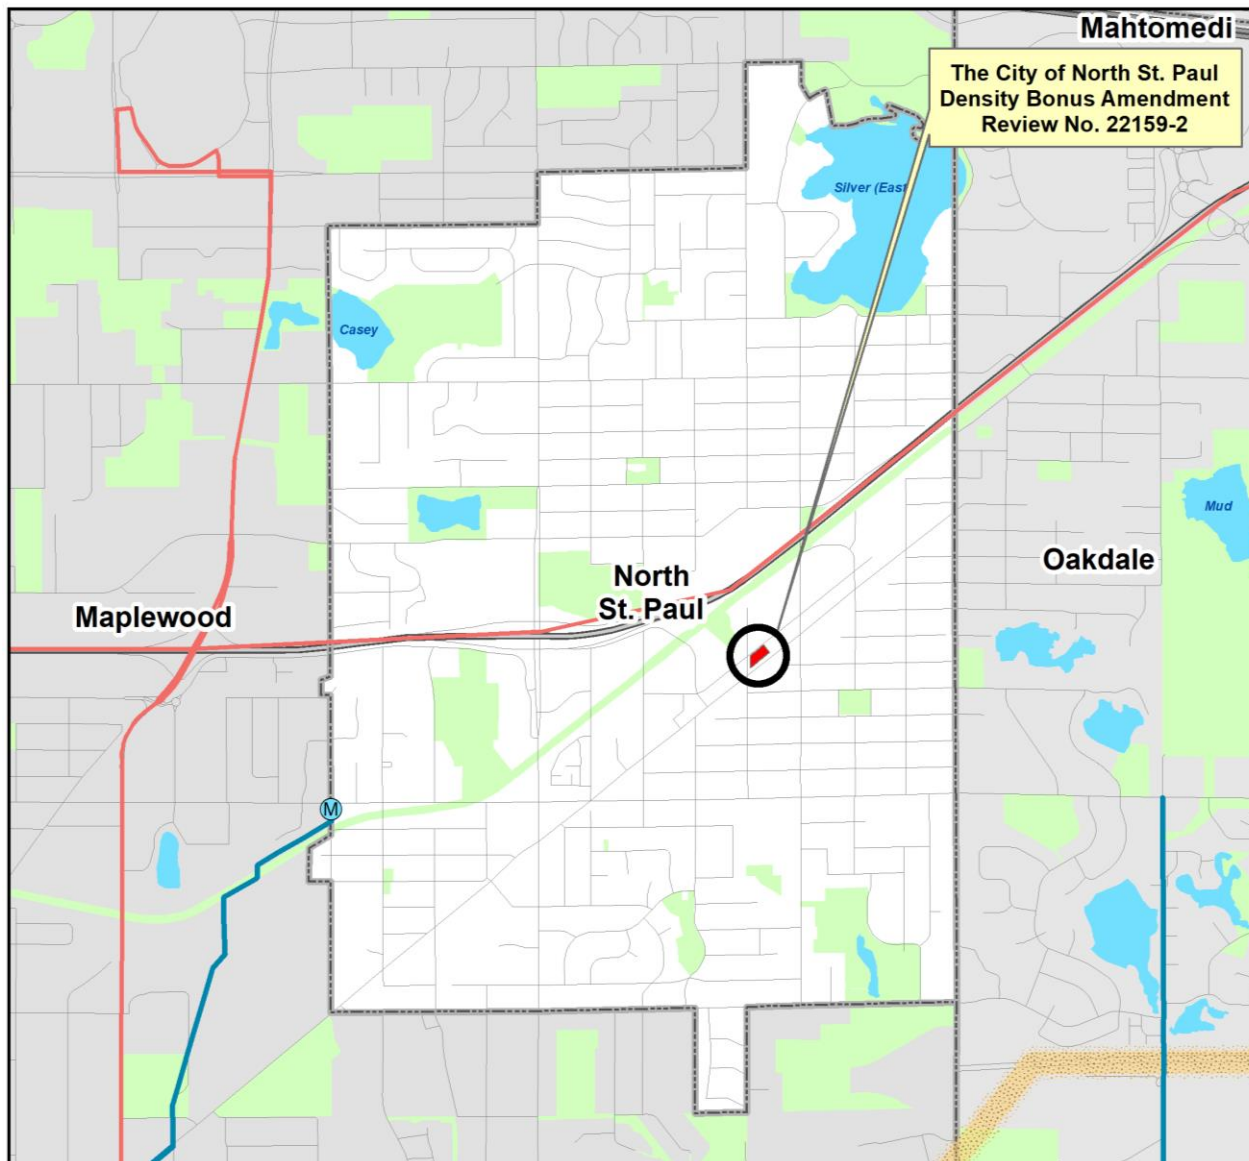 Mahtomedi
The City of North St. Paul
Density Bonus Amendment
Review No. 22159-2
Silver (East
Casey
Mud
Oakdale
North
St. Paul
Maplewood
M